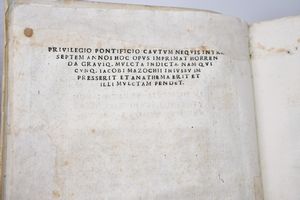 PRIVILEGIO PONTIFICIO CAVTVM NEQVIS INTRA
SEPTEM ANNOS HOC OPVS IMPRIMAT HORREN
DA GRAVIQ. MVLCTA INDICTA NAM QVI
CVNQ. IACOBI MAZOCHII INIVSSV IM
PRESSERIT ET ANATHEMA ERIT ET
ILLI MVLCTAM PENDET.